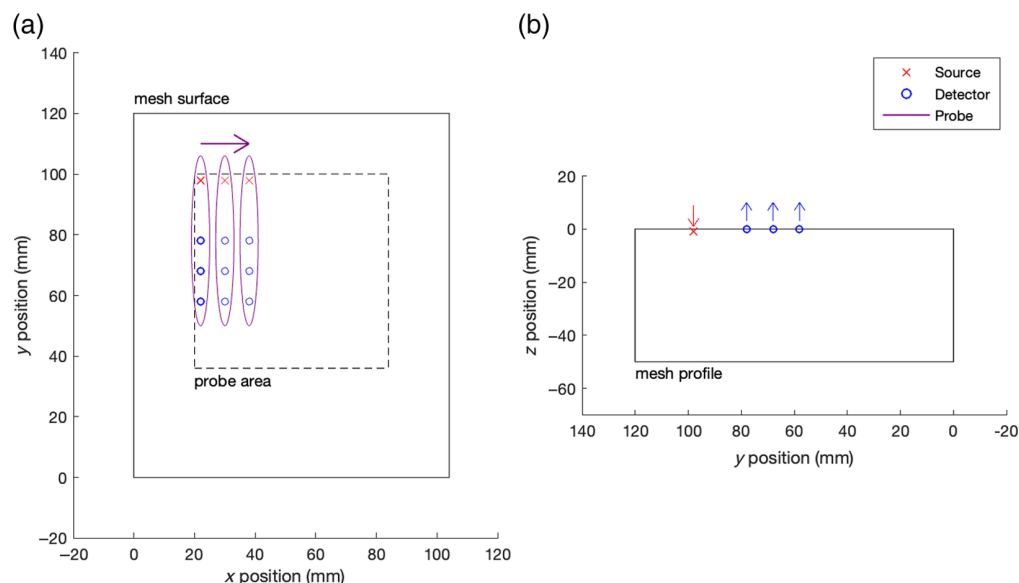 (a)
(b)
140
120
100
80
60
40
20
0
−20
y position (mm)
mesh surface
probe area
−20 0 20 40 60 80 100 120
x position (mm)
Source
Detector
Probe
20
0
−20
−40
−60
z position (mm)
mesh profile
140 120 100 80 60 40 20 0 -20
y position (mm)